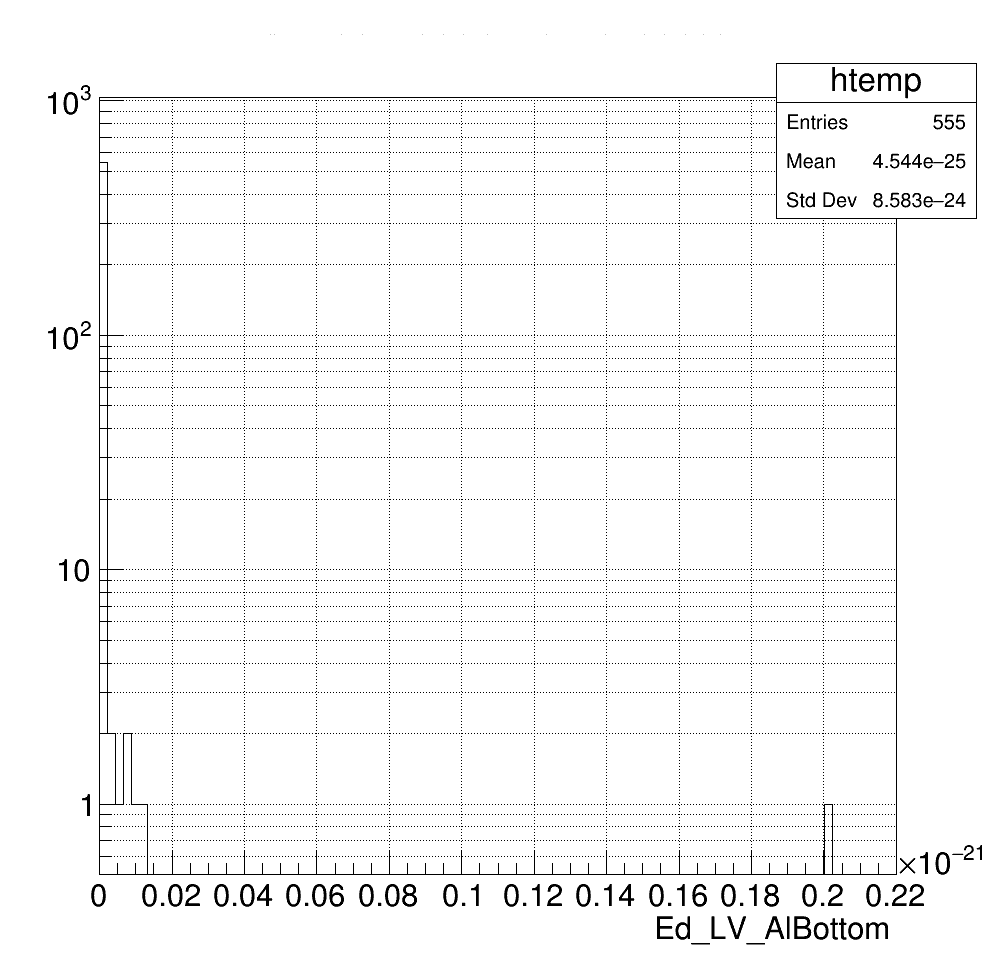 htemp
Entries 555
Mean 4.544e−25
Std Dev 8.583e−24
10³
10²
10
1
0 0.02 0.04 0.06 0.08 0.1 0.12 0.14 0.16 0.18 0.2 0.22
×10⁻²¹
Ed_LV_AlBottom